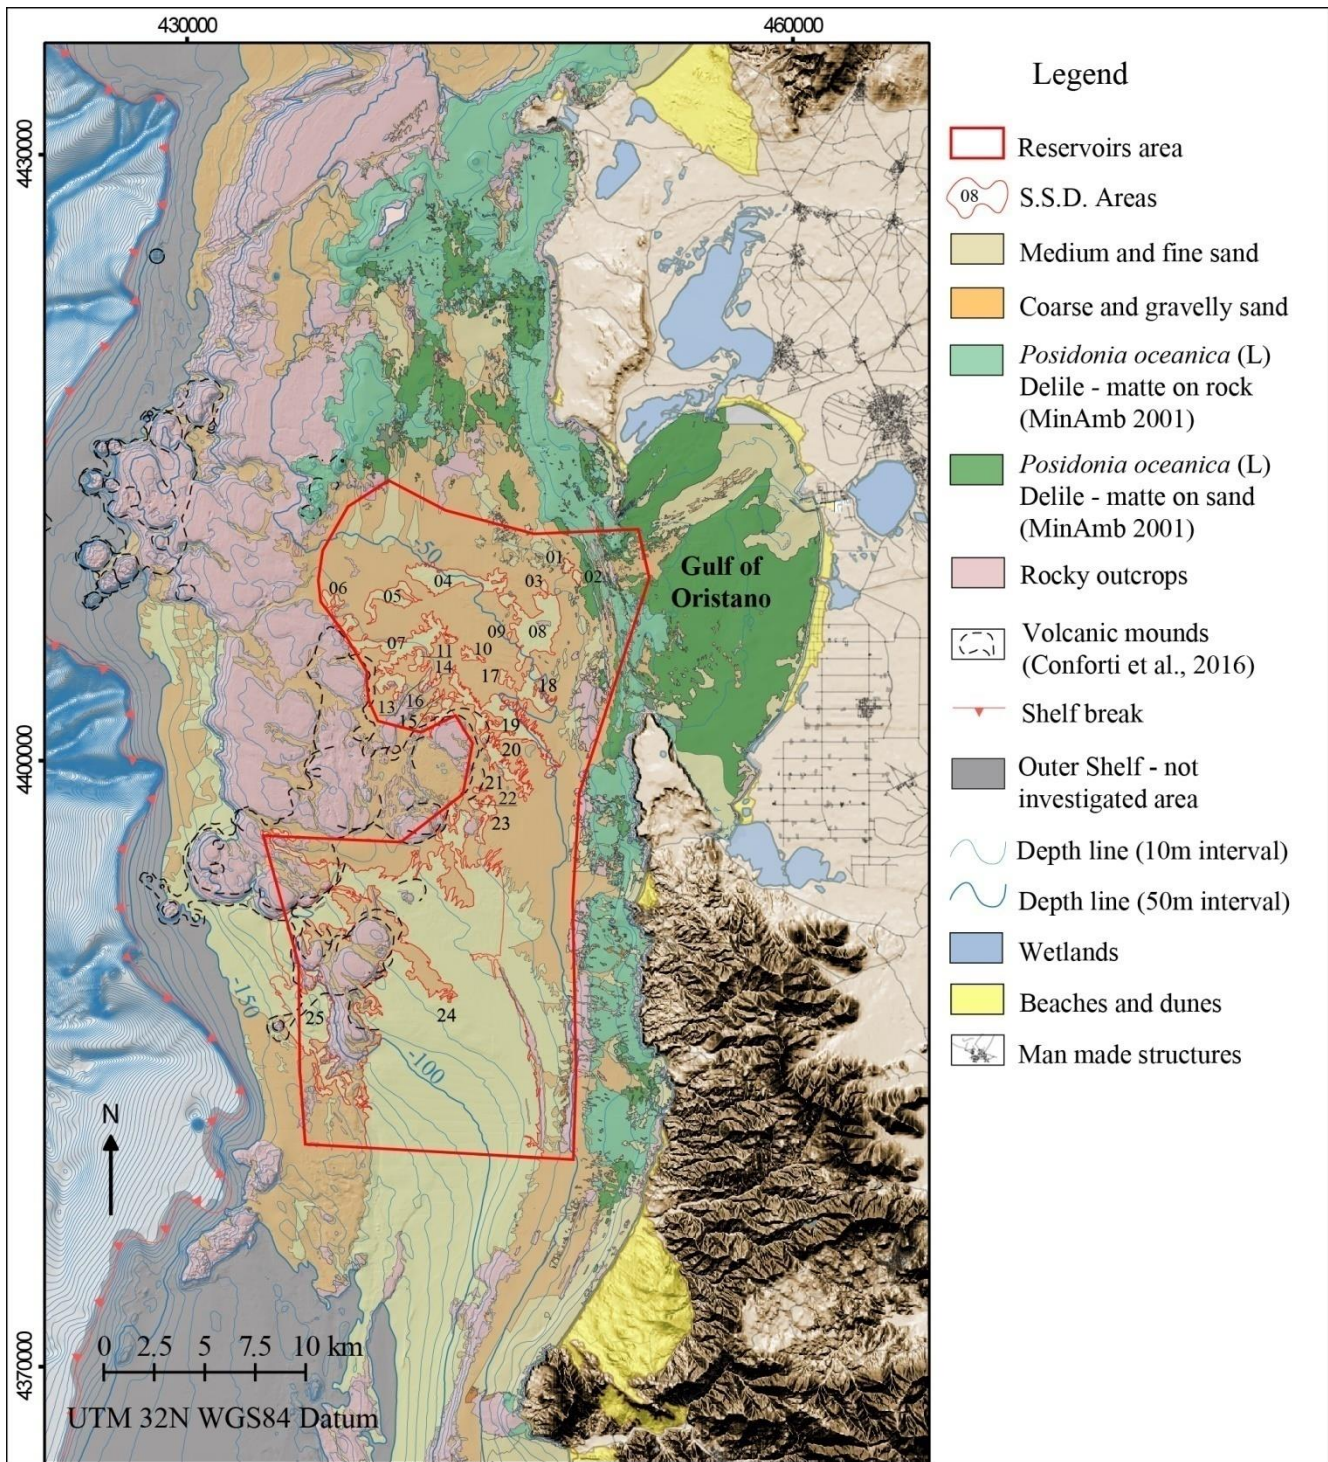 430000
460000
4430000
4400000
4370000
-50
01
02
03
04
05
06
07
08
09
10
11
14
17
18
13
16
15
19
20
21
22
23
24
25
-150
-100
Gulf of
Oristano
N
0 2.5 5 7.5 10 km
UTM 32N WGS84 Datum
Legend
Reservoirs area
08
S.S.D. Areas
Medium and fine sand
Coarse and gravelly sand
Posidonia oceanica (L)
Delile - matte on rock
(MinAmb 2001)
Posidonia oceanica (L)
Delile - matte on sand
(MinAmb 2001)
Rocky outcrops
Volcanic mounds
(Conforti et al., 2016)
Shelf break
Outer Shelf - not
investigated area
Depth line (10m interval)
Depth line (50m interval)
Wetlands
Beaches and dunes
Man made structures